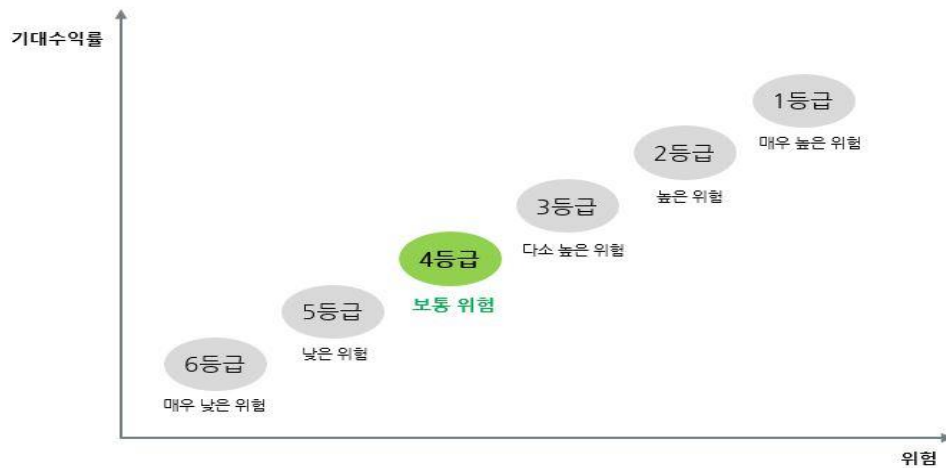 기대수익률
1등급
매우 높은 위험
2등급
높은 위험
3등급
다소 높은 위험
4등급
보통 위험
5등급
낮은 위험
6등급
매우 낮은 위험
위험